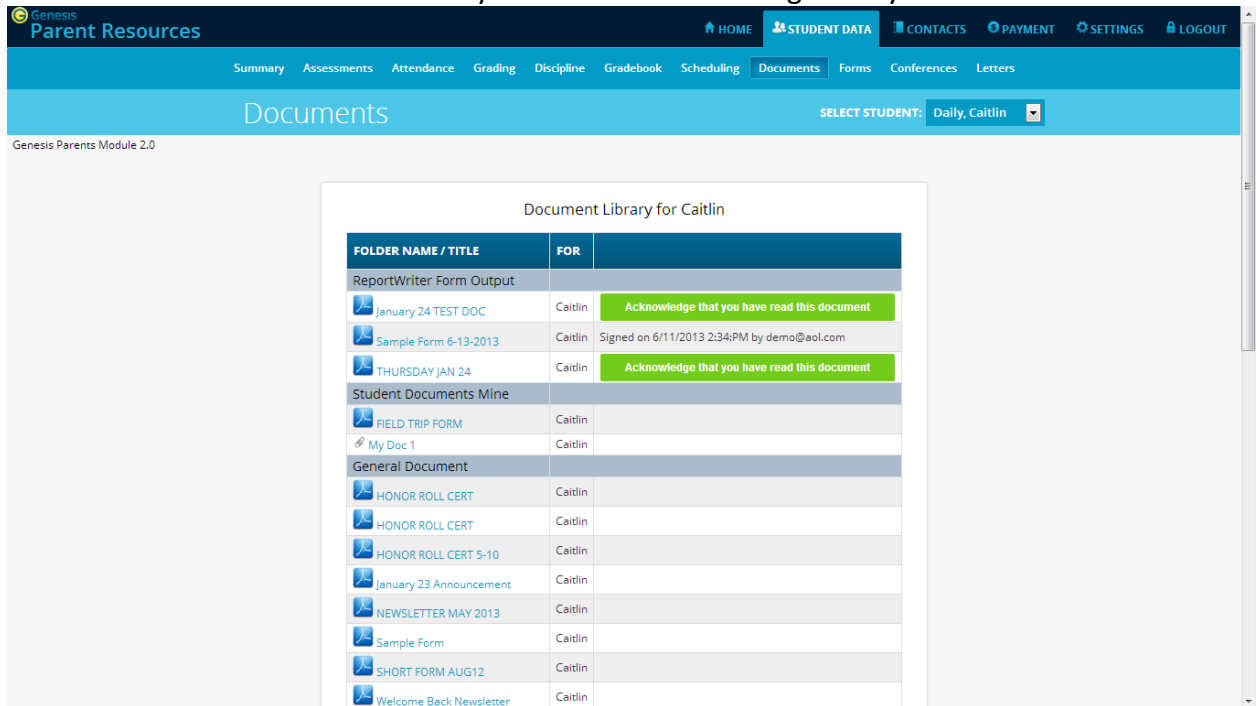 Genesis
Parent Resources
HOME STUDENT DATA CONTACTS PAYMENT SETTINGS LOGOUT
Summary Assessments Attendance Grading Discipline Gradebook Scheduling Documents Forms Conferences Letters
Documents
SELECT STUDENT: Daily, Caitlin
Genesis Parents Module 2.0
Document Library for Caitlin
FOLDER NAME / TITLE FOR
ReportWriter Form Output
January 24 TEST DOC Caitlin Acknowledge that you have read this document
Sample Form 6-13-2013 Caitlin Signed on 6/11/2013 2:34:PM by demo@aol.com
THURSDAY JAN 24 Caitlin Acknowledge that you have read this document
Student Documents Mine
FIELD TRIP FORM Caitlin
My Doc 1 Caitlin
General Document
HONOR ROLL CERT Caitlin
HONOR ROLL CERT Caitlin
HONOR ROLL CERT 5-10 Caitlin
January 23 Announcement Caitlin
NEWSLETTER MAY 2013 Caitlin
Sample Form Caitlin
SHORT FORM AUG12 Caitlin
Welcome Back Newsletter Caitlin